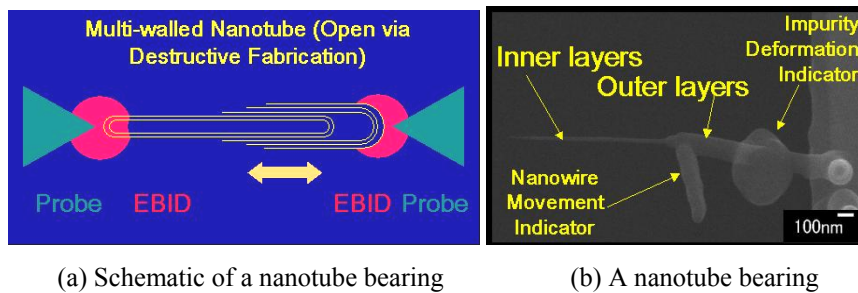 Multi-walled Nanotube (Open via
Destructive Fabrication)
Probe
EBID
EBID
Probe
Impurity
Deformation
Indicator
Inner layers
Outer layers
Nanowire
Movement
Indicator
100nm
(a) Schematic of a nanotube bearing
(b) A nanotube bearing